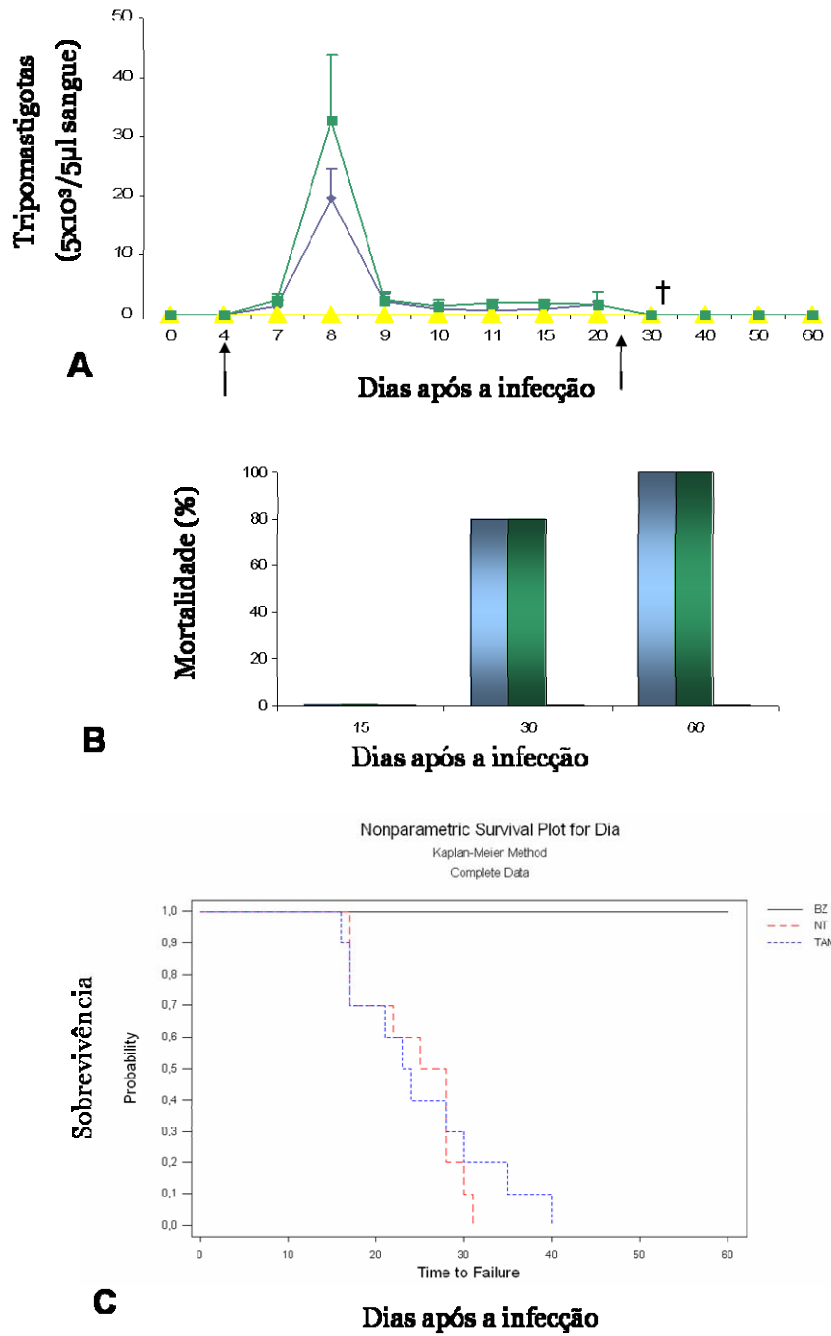 Tripomastigotas
(5x10³/5µl sangue)
50
40
30
20
10
0
0 4 7 8 9 10 11 15 20 30 40 50 60
†
A
Dias após a infecção
Mortalidade (%)
100
80
60
40
20
0
15 30 60
B
Dias após a infecção
Nonparametric Survival Plot for Dia
Kaplan-Meier Method
Complete Data
BZ
NT
TAM
Sobrevivência
Probability
1,0
0,9
0,8
0,7
0,6
0,5
0,4
0,3
0,2
0,1
0,0
0 10 20 30 40 50 60
Time to Failure
C
Dias após a infecção